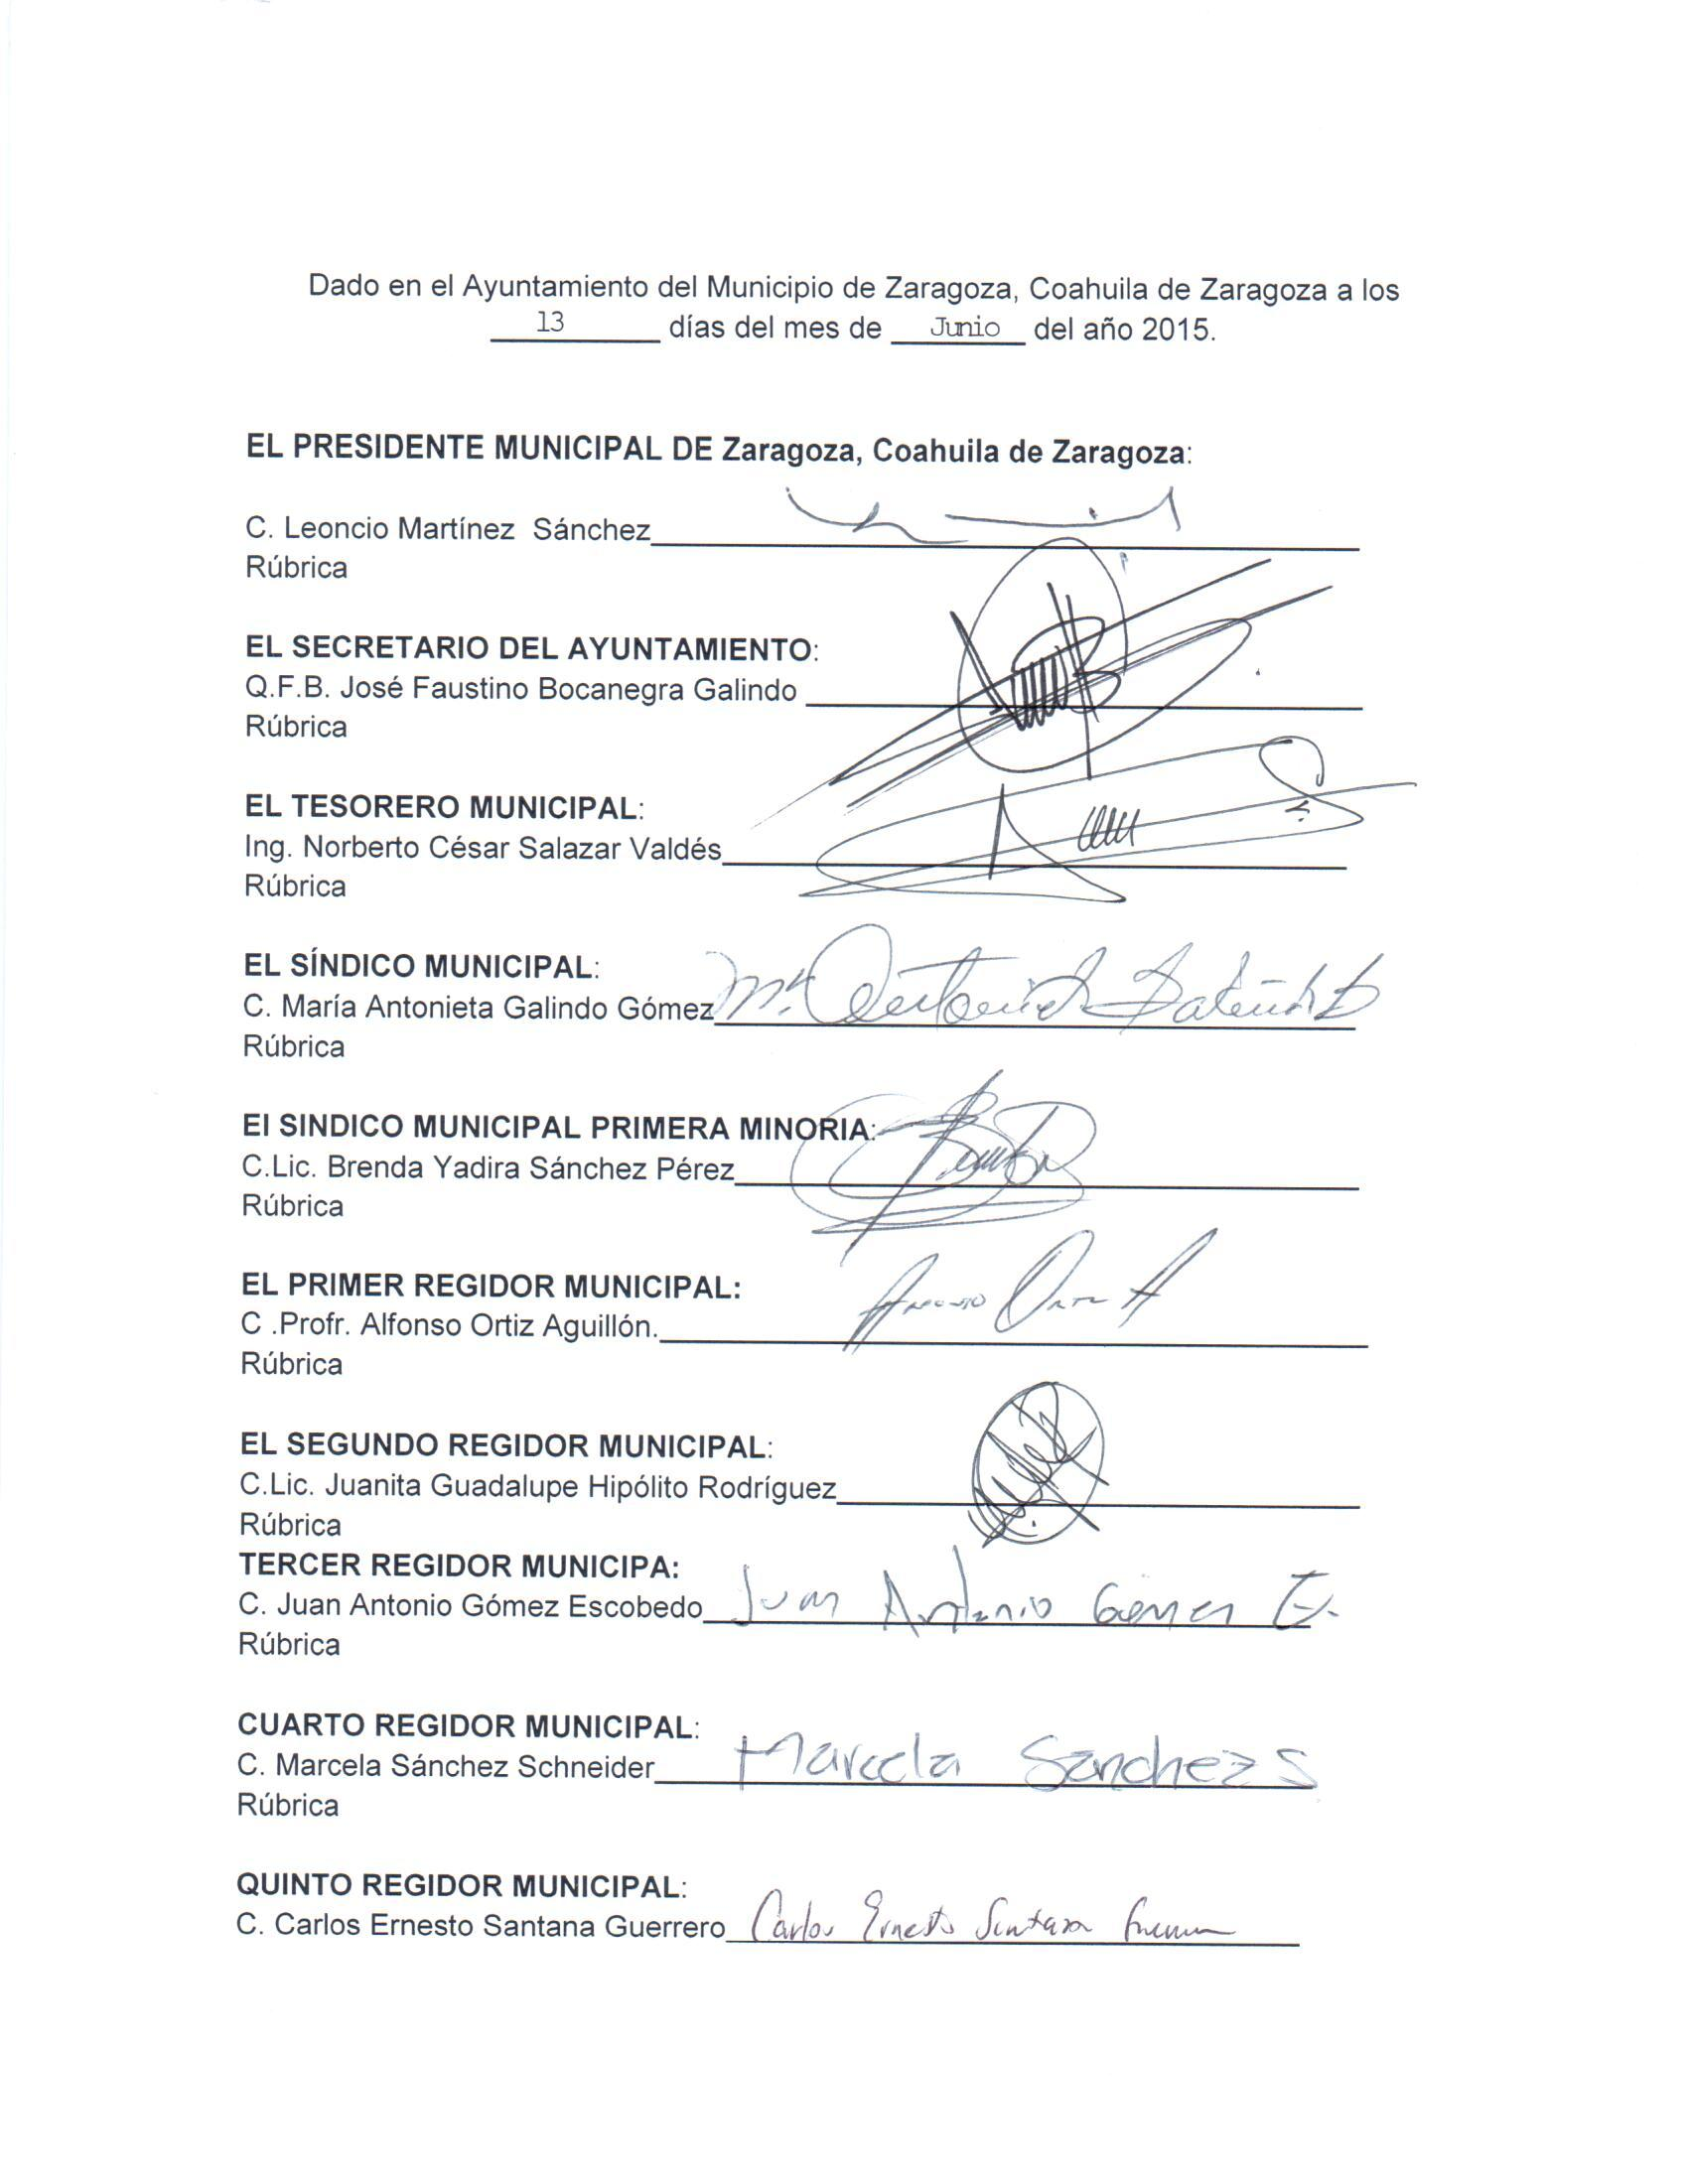 Dado en el Ayuntamiento del Municipio de Zaragoza, Coahuila de Zaragoza a los
13 días del mes de Junio del año 2015.
EL PRESIDENTE MUNICIPAL DE Zaragoza, Coahuila de Zaragoza:
C. Leoncio Martínez Sánchez
Rúbrica
EL SECRETARIO DEL AYUNTAMIENTO:
Q.F.B. José Faustino Bocanegra Galindo
Rúbrica
EL TESORERO MUNICIPAL:
Ing. Norberto César Salazar Valdés
Rúbrica
EL SÍNDICO MUNICIPAL:
C. María Antonieta Galindo Gómez
Rúbrica
El SINDICO MUNICIPAL PRIMERA MINORIA:
C.Lic. Brenda Yadira Sánchez Pérez
Rúbrica
EL PRIMER REGIDOR MUNICIPAL:
C .Profr. Alfonso Ortiz Aguillón.
Rúbrica
EL SEGUNDO REGIDOR MUNICIPAL:
C.Lic. Juanita Guadalupe Hipólito Rodríguez
Rúbrica
TERCER REGIDOR MUNICIPA:
C. Juan Antonio Gómez Escobedo Juan Antonio Gómez E.
Rúbrica
CUARTO REGIDOR MUNICIPAL:
C. Marcela Sánchez Schneider Marcela Sanchez S
Rúbrica
QUINTO REGIDOR MUNICIPAL:
C. Carlos Ernesto Santana Guerrero Carlos Ernesto Santana